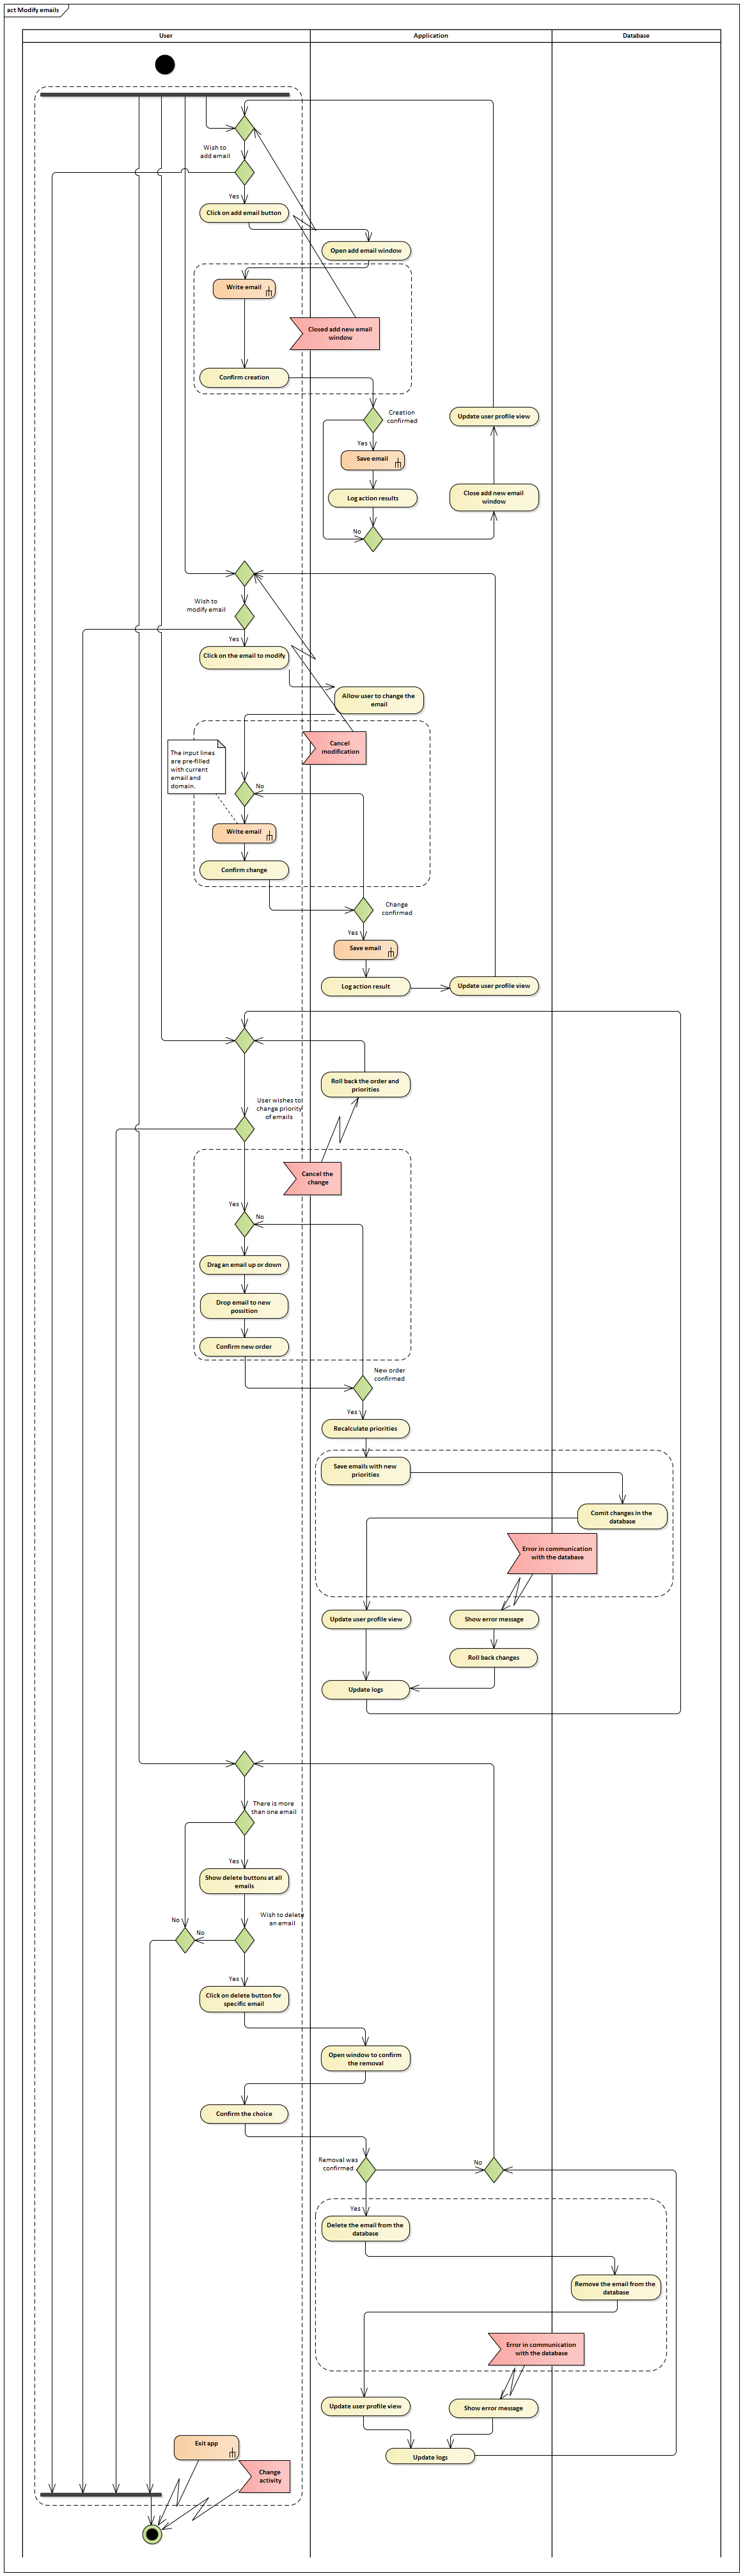 act Modify emails
User
Application
Database
Wish to
add email
Yes
Click on add email button
Open add email window
Write email
Closed add new email
window
Confirm creation
Creation
confirmed
Update user profile view
Yes
Save email
Log action results
Close add new email
window
No
Wish to
modify email
Yes
Click on the email to modify
Allow user to change the
email
Cancel
modification
The input lines
are pre-filled
with current
email and
domain.
No
Write email
Confirm change
Change
confirmed
Yes
Save email
Log action result
Update user profile view
Roll back the order and
priorities
User wishes to
change priority
of emails
Cancel the
change
Yes
No
Drag an email up or down
Drop email to new
possition
Confirm new order
New order
confirmed
Yes
Recalculate priorities
Save emails with new
priorities
Comit changes in the
database
Error in communication
with the database
Update user profile view
Show error message
Roll back changes
Update logs
There is more
than one email
Yes
Show delete buttons at all
emails
Wish to delete
an email
No
No
Yes
Click on delete button for
specific email
Open window to confirm
the removal
Confirm the choice
Removal was
confirmed
No
Yes
Delete the email from the
database
Remove the email from the
database
Error in communication
with the database
Update user profile view
Show error message
Update logs
Exit app
Change
activity